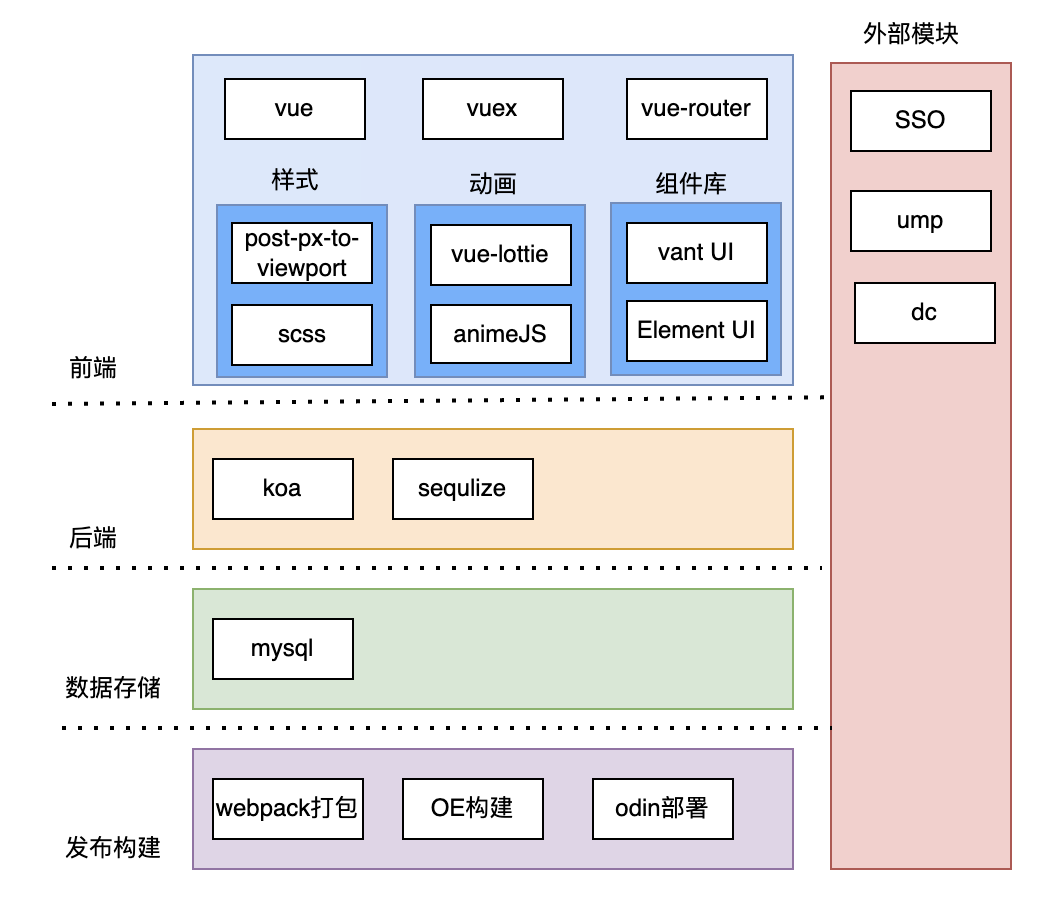 外部模块
vue
vuex
vue-router
SSO
样式
动画
组件库
ump
post-px-to-
viewport
vue-lottie
vant UI
scss
animeJS
Element UI
dc
前端
koa
sequlize
后端
mysql
数据存储
webpack打包
OE构建
odin部署
发布构建